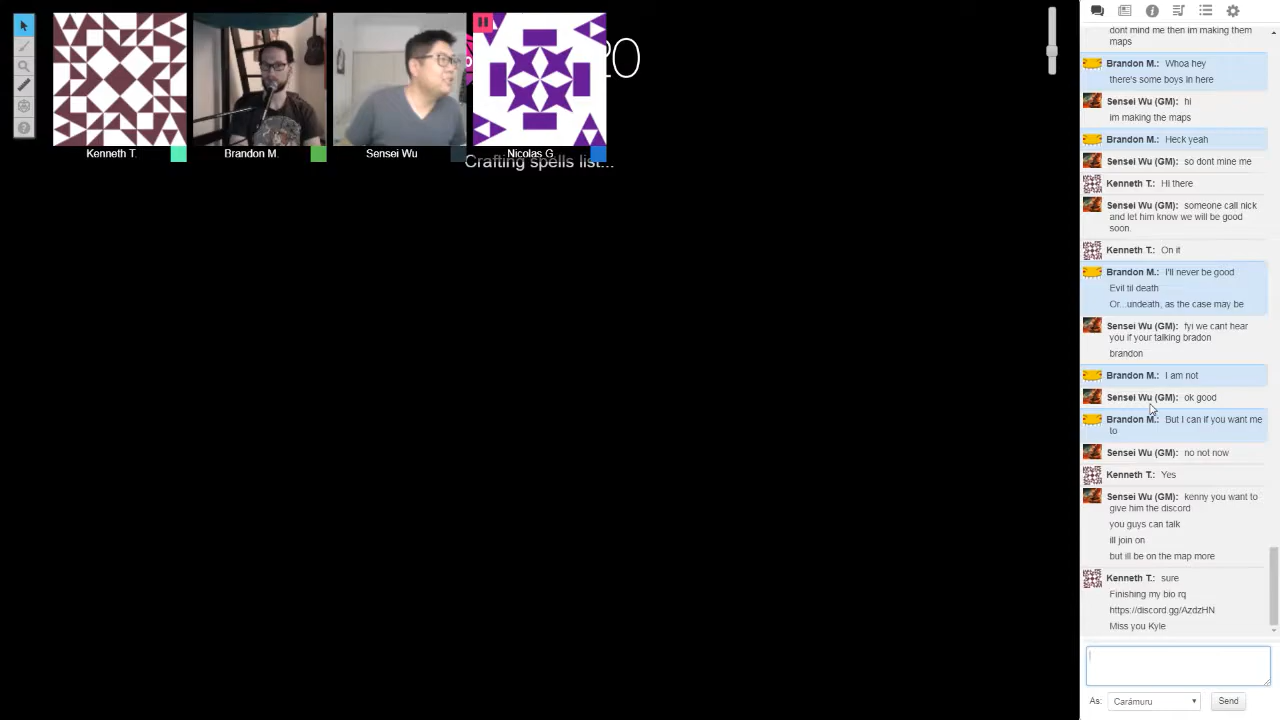 20
Kenneth T.
Brandon M.
Sensei Wu
Nicolas G.
Crafting spells list...
dont mind me then im making them
maps
Brandon M.: Whoa hey
there's some boys in here
Sensei Wu (GM): hi
im making the maps
Brandon M.: Heck yeah
Sensei Wu (GM): so dont mind me
Kenneth T.: Hi there
Sensei Wu (GM): someone call nick
and let him know we will be good
soon.
Kenneth T.: On it
Brandon M.: I'll never be good
Evil til death
Or...undeath, as the case may be
Sensei Wu (GM): fyi we cant hear
you if your talking bradon
brandon
Brandon M.: I am not
Sensei Wu (GM): ok good
Brandon M.: But I can if you want me
to
Sensei Wu (GM): no not now
Kenneth T.: Yes
Sensei Wu (GM): kenny you want to
give him the discord
you guys can talk
ill join on
but ill be on the map more
Kenneth T.: sure
Finishing my bio rq
https://discord.gg/AzdzHN
Miss you Kyle
As: Carámuru Send